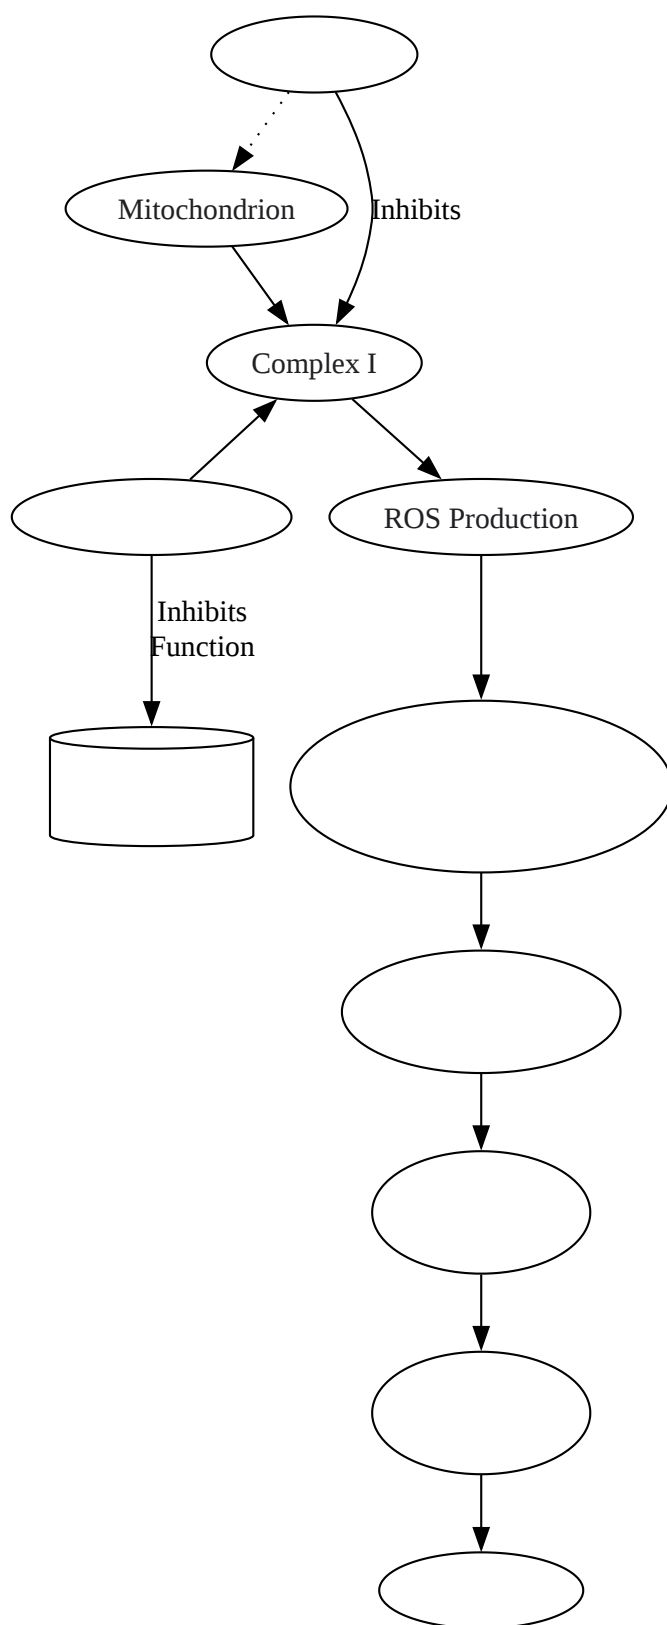 Mitochondrion
Inhibits
Complex I
ROS Production
Inhibits
Function